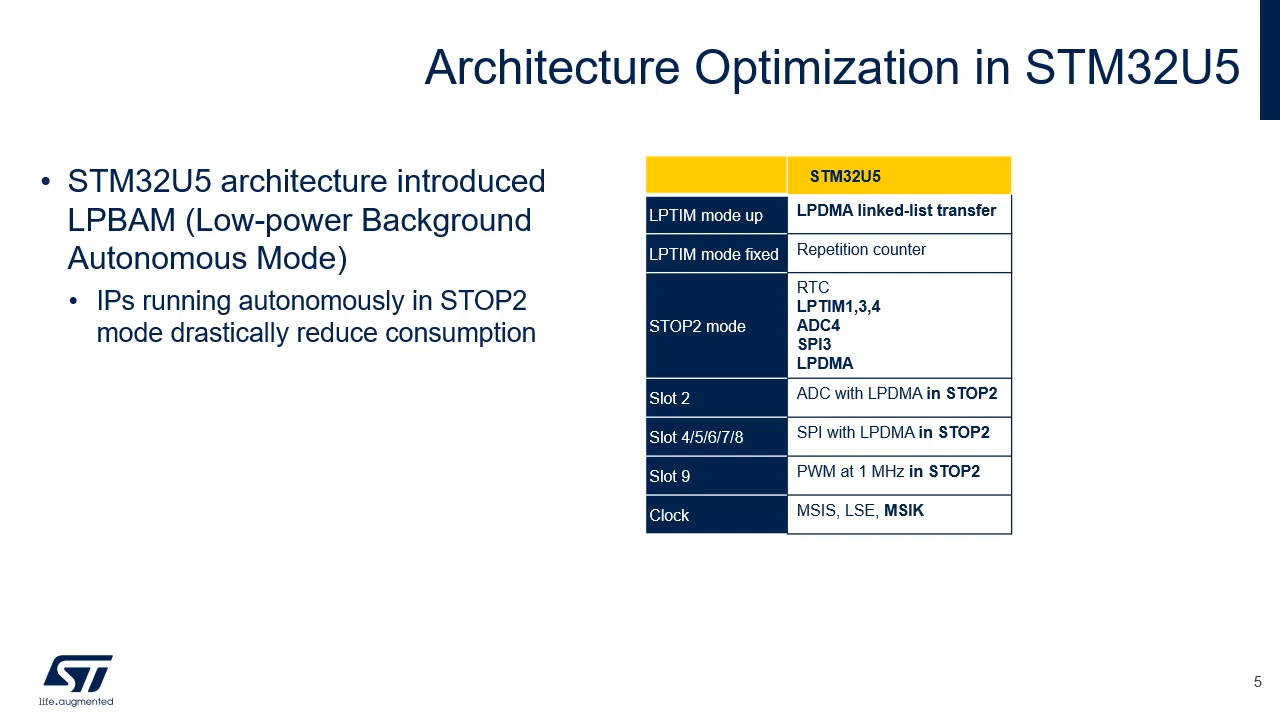 Architecture Optimization in STM32U5
• STM32U5 architecture introduced
LPBAM (Low-power Background
Autonomous Mode)
• IPs running autonomously in STOP2
mode drastically reduce consumption
STM32U5
LPTIM mode up LPDMA linked-list transfer
LPTIM mode fixed Repetition counter
STOP2 mode
RTC
LPTIM1,3,4
ADC4
SPI3
LPDMA
Slot 2 ADC with LPDMA in STOP2
Slot 4/5/6/7/8 SPI with LPDMA in STOP2
Slot 9 PWM at 1 MHz in STOP2
Clock MSIS, LSE, MSIK
ST
life.augmented
5